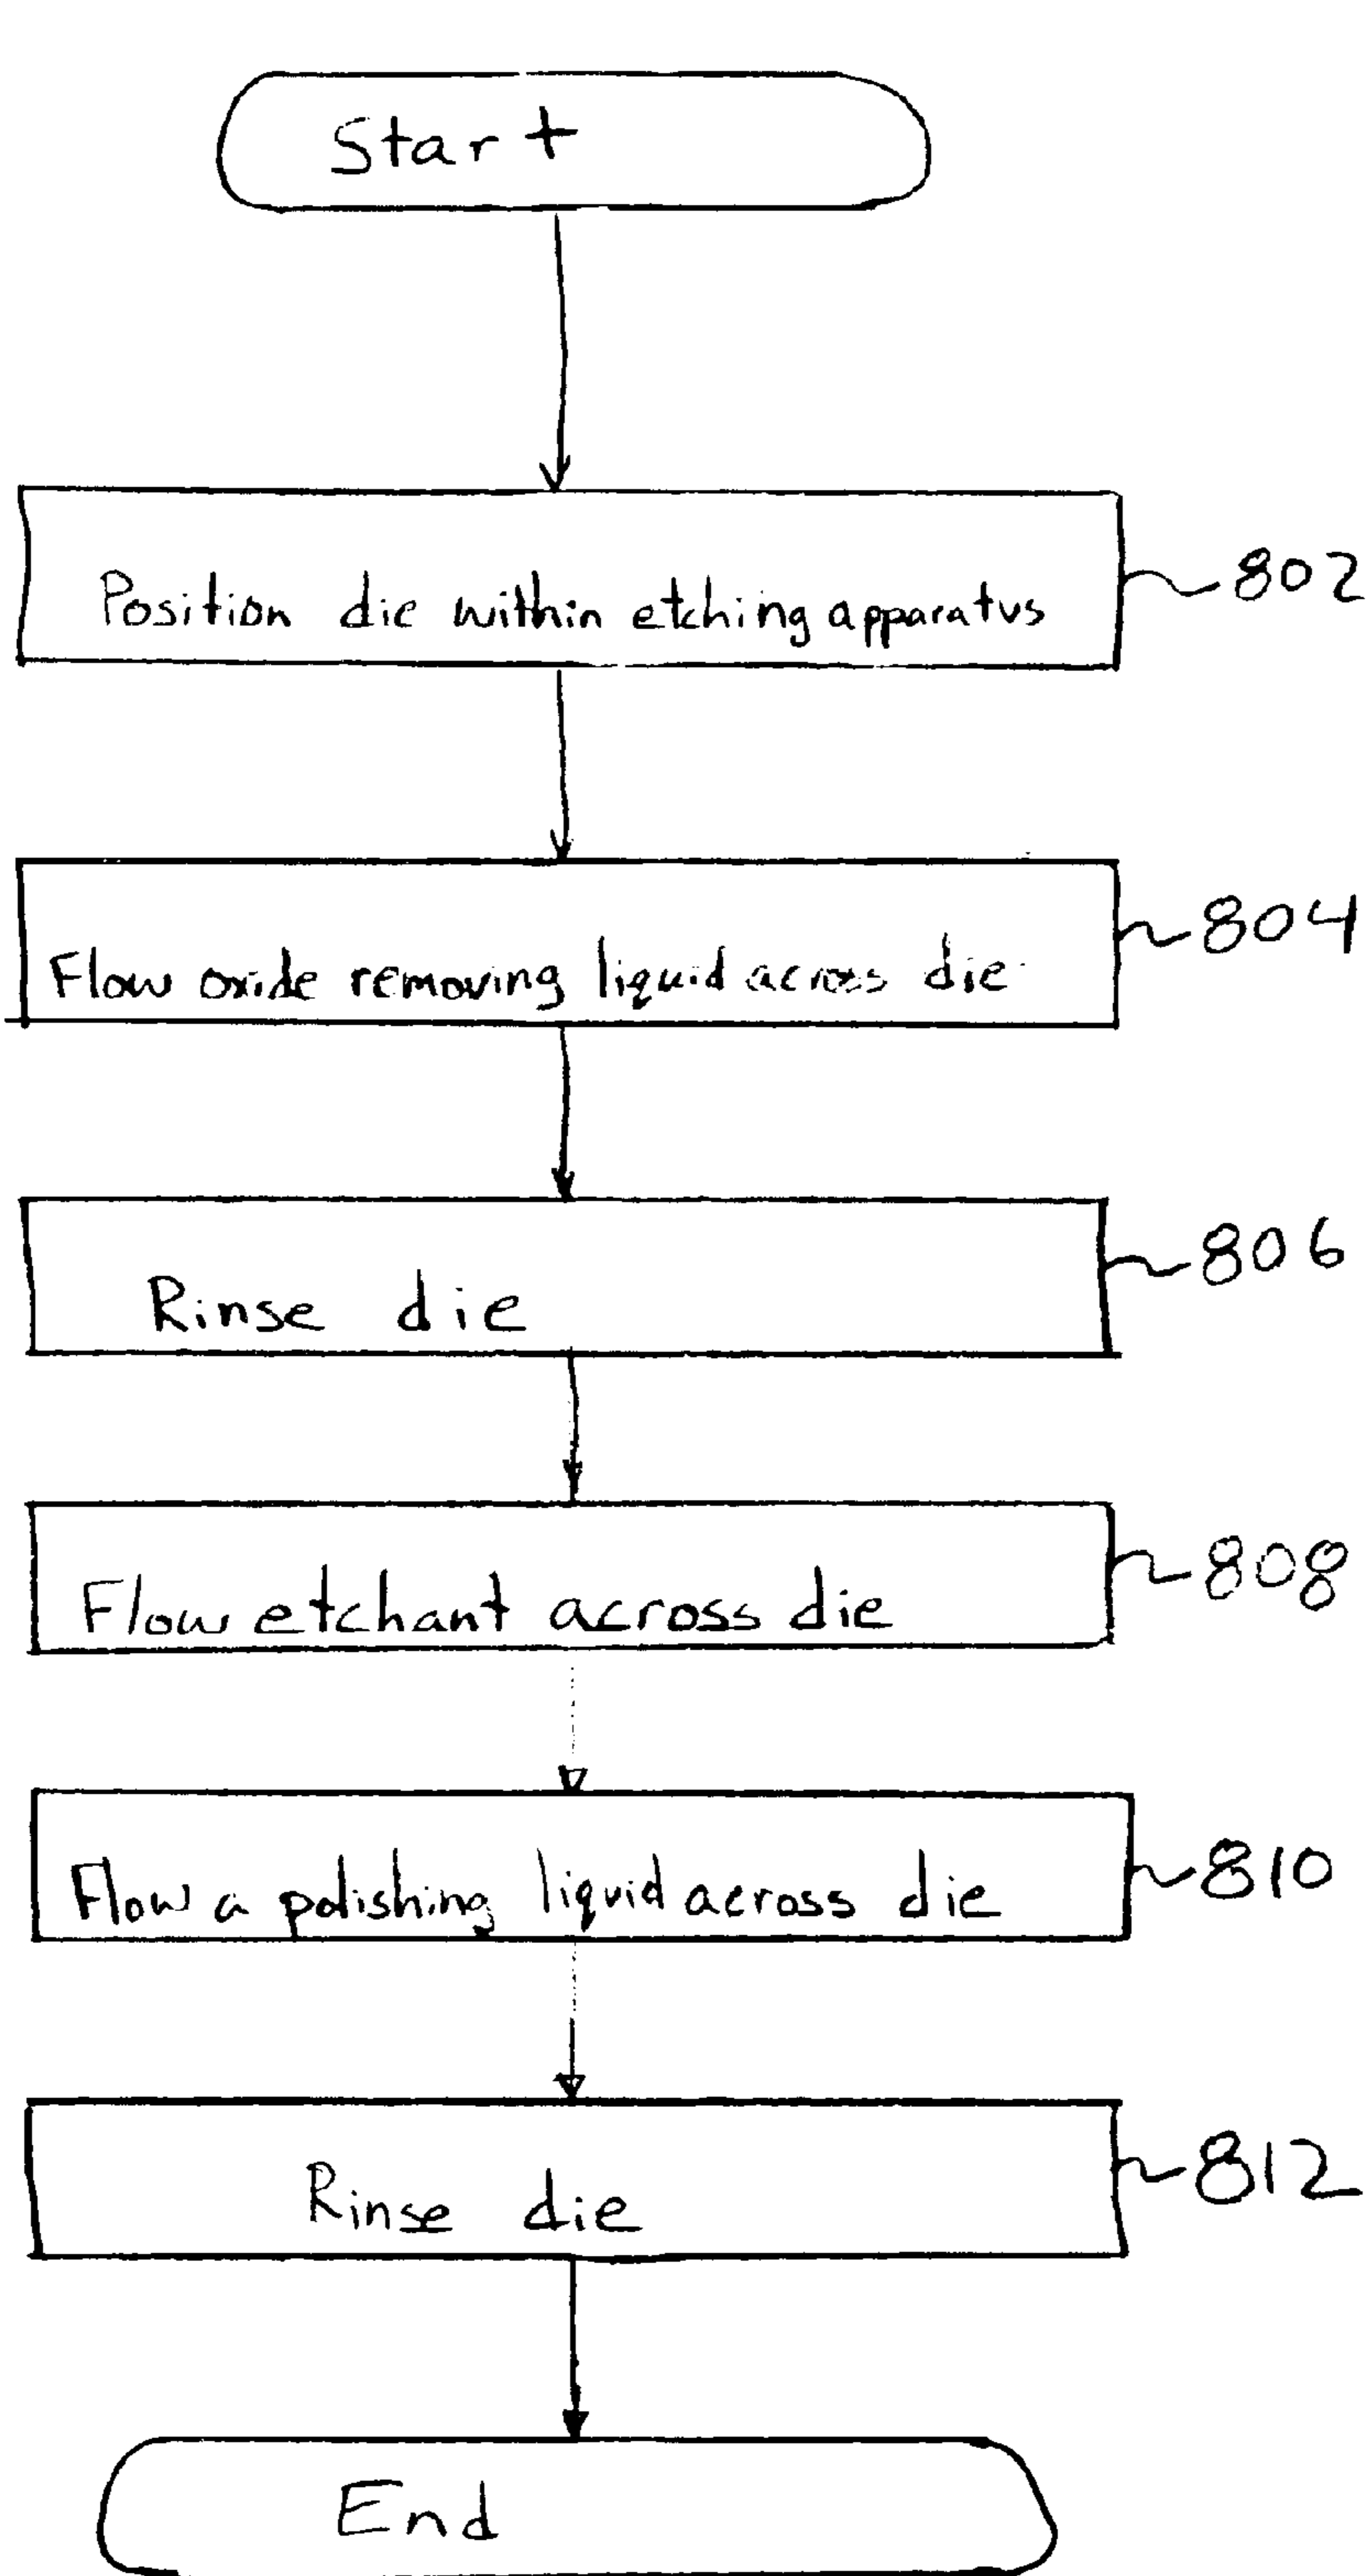 Start
Position die within etching apparatus
802
Flow oxide removing liquid across die
804
Rinse die
806
Flow etchant across die
808
Flow a polishing liquid across die
810
Rinse die
812
End